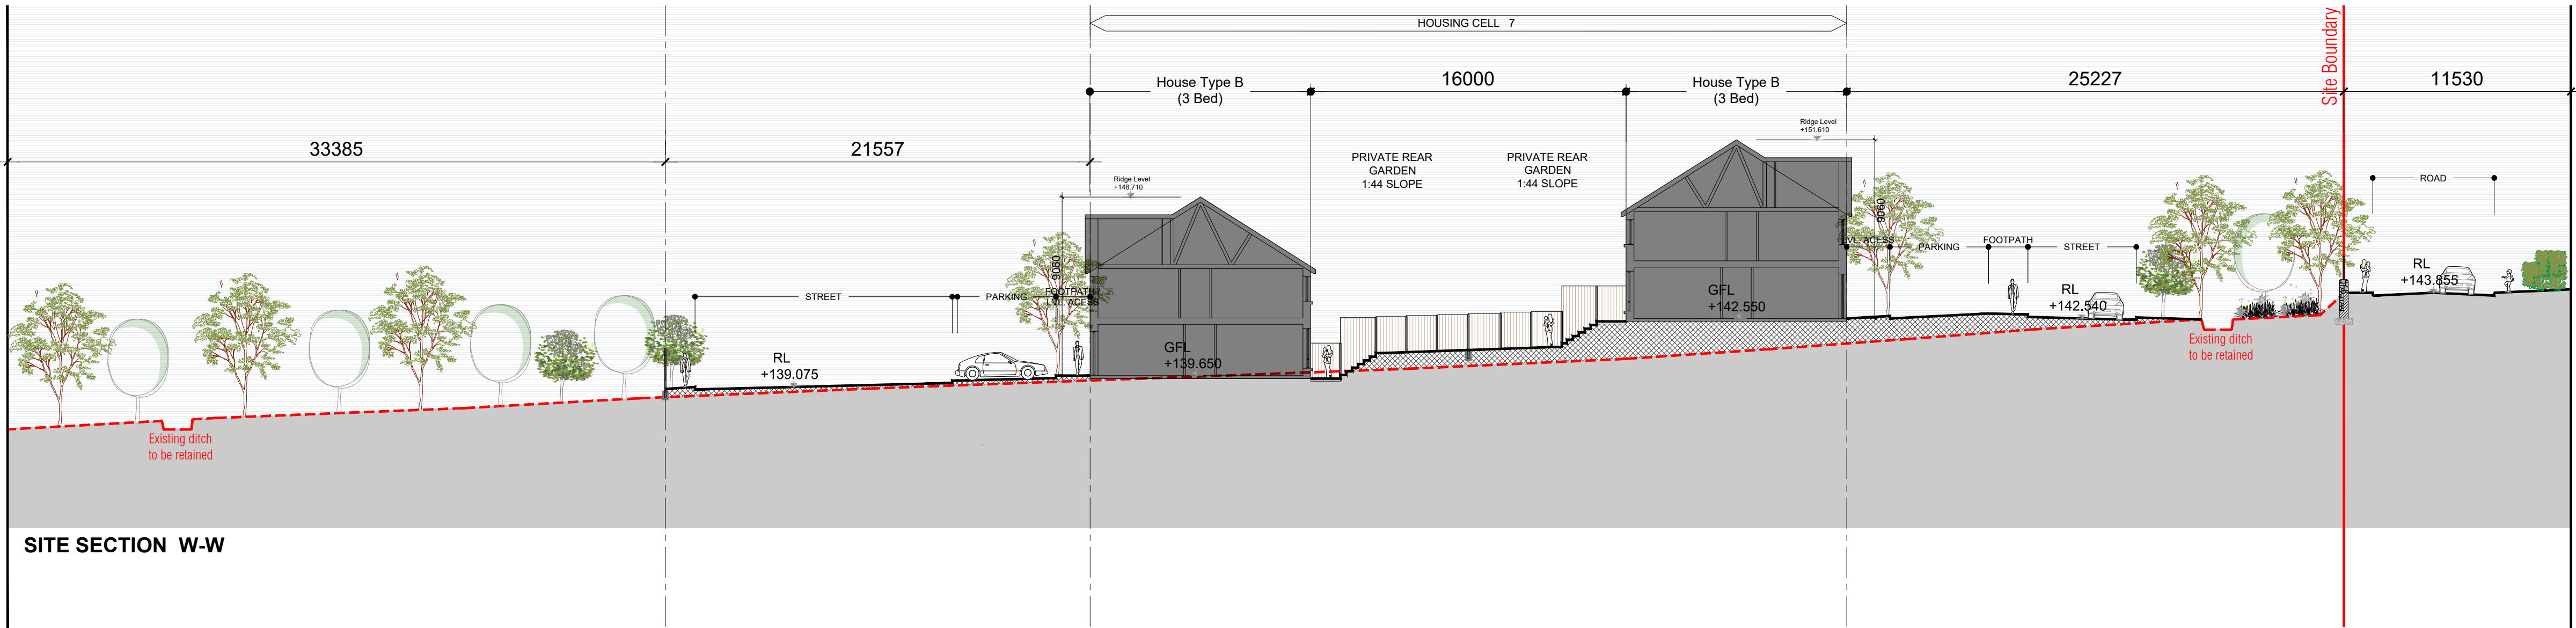 HOUSING CELL 7
Site Boundary
House Type B
(3 Bed)
16000
House Type B
(3 Bed)
25227
11530
33385
21557
Ridge Level
+151.610
PRIVATE REAR
GARDEN
1:44 SLOPE
PRIVATE REAR
GARDEN
1:44 SLOPE
Ridge Level
+148.710
ROAD
9060
LVL. ACESS
PARKING
FOOTPATH
STREET
9060
STREET
PARKING
FOOTPATH
LVL. ACESS
RL
+143.855
GFL
+142.550
RL
+142.540
Existing ditch
to be retained
GFL
+139.650
RL
+139.075
Existing ditch
to be retained
SITE SECTION W-W